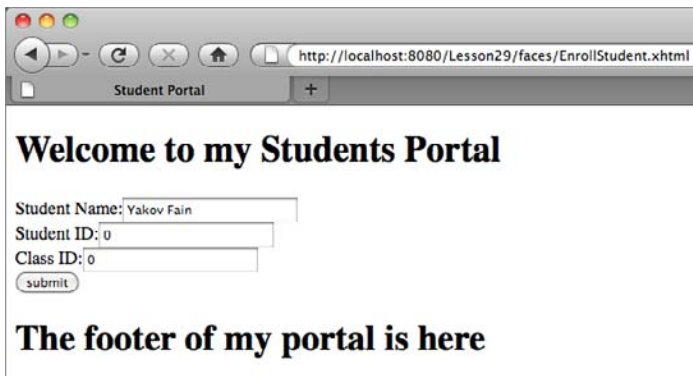 http://localhost:8080/Lesson29/faces/EnrollStudent.xhtml
Student Portal
Welcome to my Students Portal
Student Name: Yakov Fain
Student ID: 0
Class ID: 0
submit
The footer of my portal is here